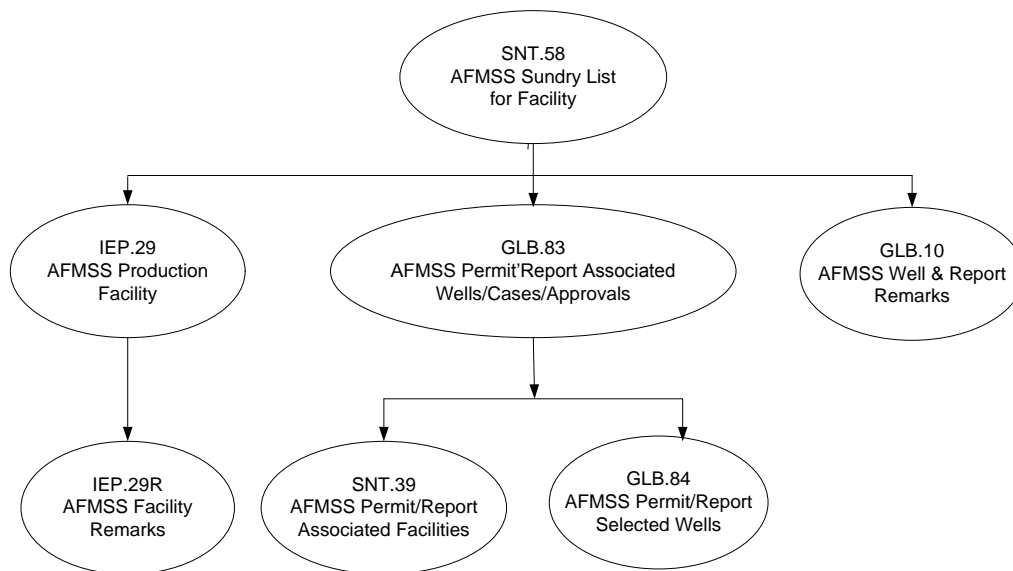 SNT.58
AFMSS Sundry List
for Facility
IEP.29
AFMSS Production
Facility
GLB.83
AFMSS Permit'Report Associated
Wells/Cases/Approvals
GLB.10
AFMSS Well & Report
Remarks
IEP.29R
AFMSS Facility
Remarks
SNT.39
AFMSS Permit/Report
Associated Facilities
GLB.84
AFMSS Permit/Report
Selected Wells